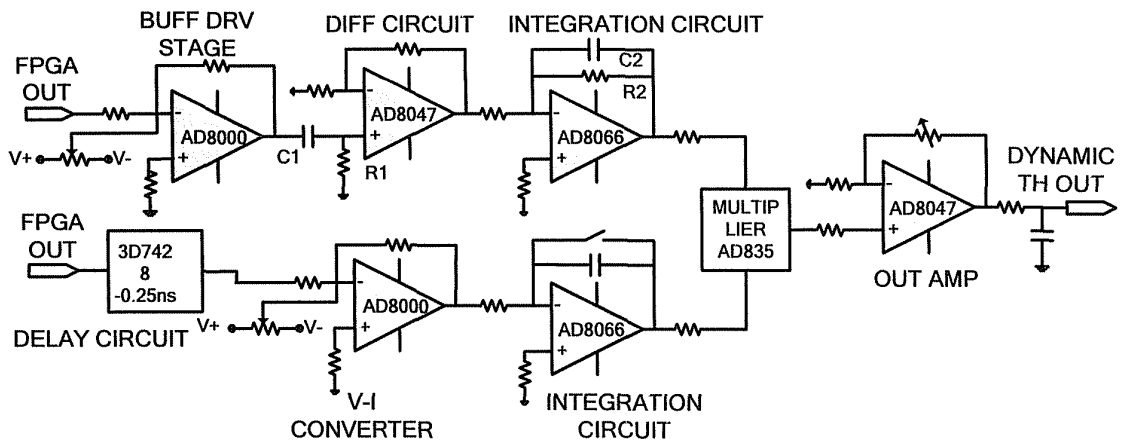 BUFF DRV
STAGE
DIFF CIRCUIT
INTEGRATION CIRCUIT
FPGA
OUT
C2
R2
-
+
AD8000
-
+
AD8047
-
+
AD8066
C1
R1
V+
V-
DYNAMIC
TH OUT
-
+
AD8047
MULTIP
LIER
AD835
OUT AMP
FPGA
OUT
3D742
8
-0.25ns
DELAY CIRCUIT
V+
V-
-
+
AD8000
-
+
AD8066
V-I
CONVERTER
INTEGRATION
CIRCUIT